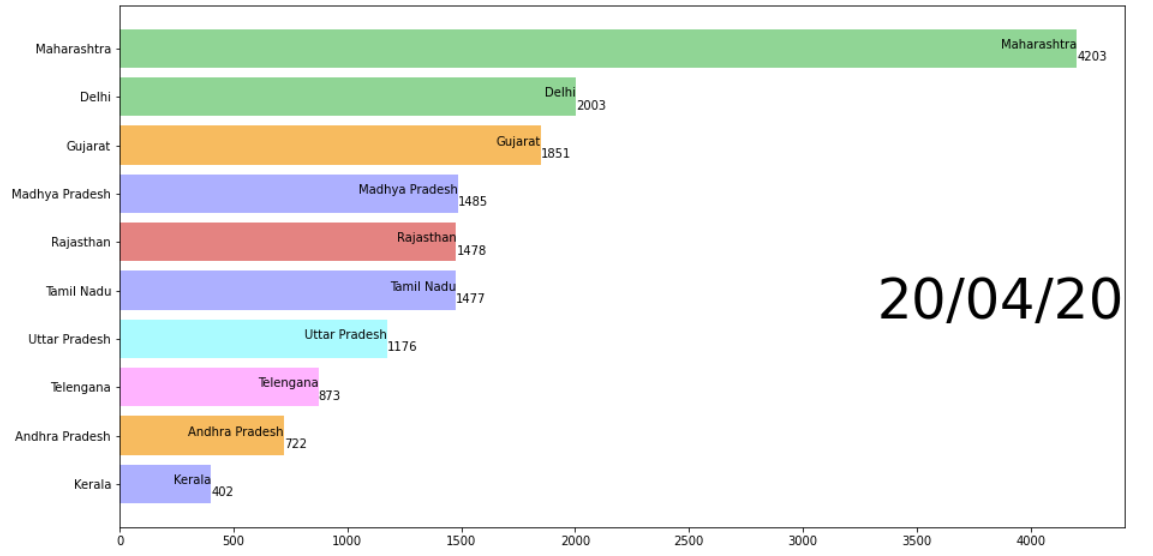 Maharashtra
Maharashtra
4203
Delhi
Delhi
2003
Gujarat
Gujarat
1851
Madhya Pradesh
Madhya Pradesh
1485
Rajasthan
Rajasthan
1478
Tamil Nadu
Tamil Nadu
1477
20/04/20
Uttar Pradesh
Uttar Pradesh
1176
Telengana
Telengana
873
Andhra Pradesh
Andhra Pradesh
722
Kerala
Kerala
402
0 500 1000 1500 2000 2500 3000 3500 4000